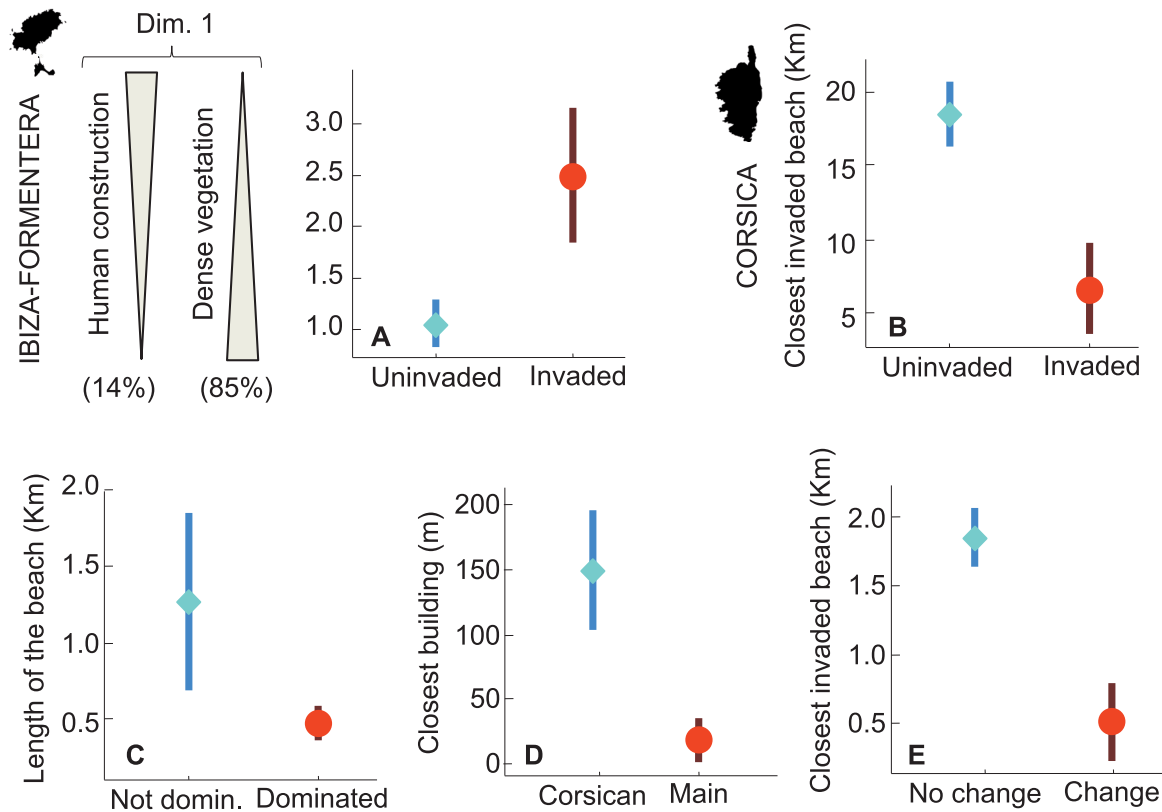 Dim. 1
IBIZA-FORMENTERA
Human construction
Dense vegetation
(14%)
(85%)
3.0
2.5
2.0
1.5
1.0
A
Uninvaded
Invaded
CORSICA
Closest invaded beach (Km)
20
15
10
5
B
Uninvaded
Invaded
Length of the beach (Km)
2.0
1.5
1.0
0.5
C
Not domin.
Dominated
Closest building (m)
200
150
100
50
0
D
Corsican
Main
Closest invaded beach (Km)
2.0
1.5
1.0
0.5
E
No change
Change